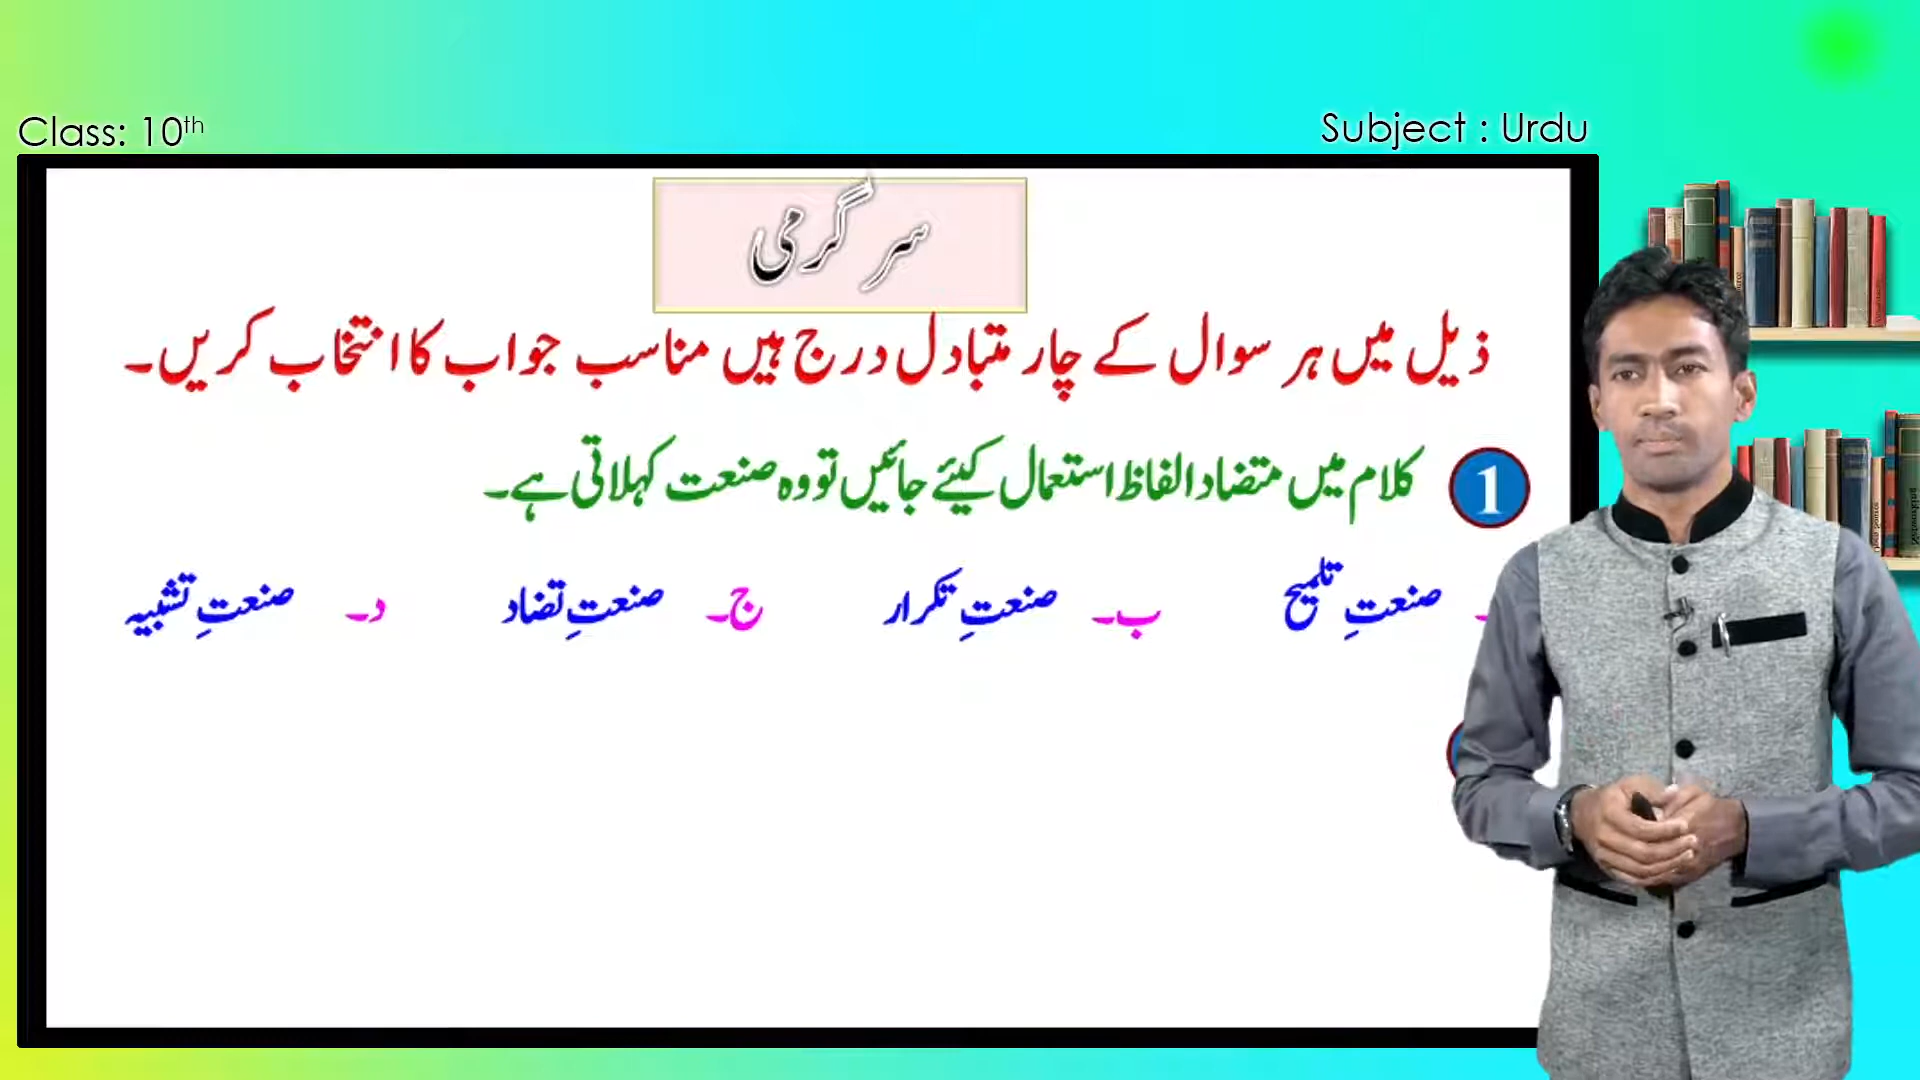 Class: 10th
Subject : Urdu
سرگرمی
ذیل میں ہر سوال کے چار متبادل درج ہیں مناسب جواب کا انتخاب کریں۔
1 کلام میں متضاد الفاظ استعمال کیئے جائیں تو وہ صنعت کہلاتی ہے۔
صنعتِ تلمیح ب۔ صنعتِ تکرار ج۔ صنعتِ تضاد د۔ صنعتِ تشبیہ